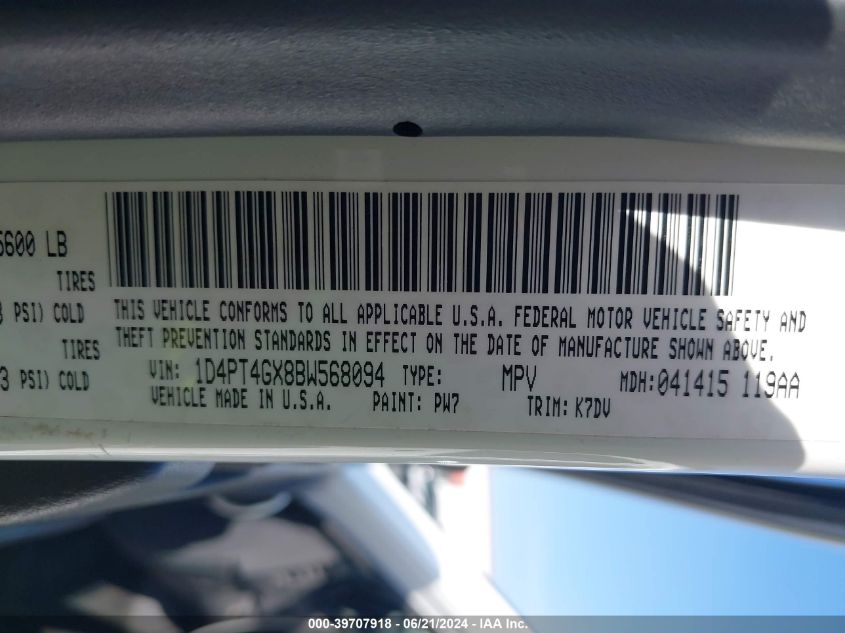 5600 LB
TIRES
PSI) COLD
TIRES
3 PSI) COLD
THIS VEHICLE CONFORMS TO ALL APPLICABLE U.S.A. FEDERAL MOTOR VEHICLE SAFETY AND
THEFT PREVENTION STANDARDS IN EFFECT ON THE DATE OF MANUFACTURE SHOWN ABOVE.
VIN: 1D4PT4GX8BW568094 TYPE: MPV MDH:041415 119AA
VEHICLE MADE IN U.S.A. PAINT: PW7 TRIM: K7DV
000-39707918 - 06/21/2024 - IAA Inc.